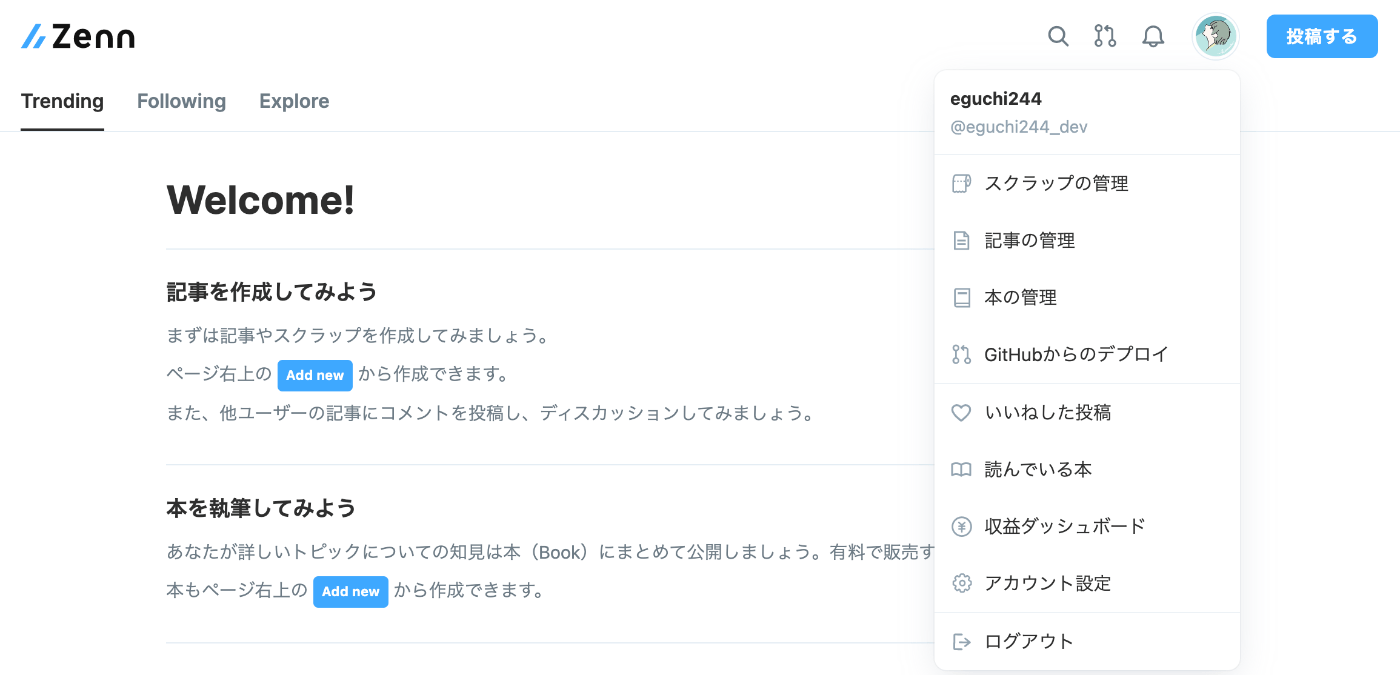 Zenn
投稿する
Trending Following Explore
eguchi244
@eguchi244_dev
スクラップの管理
記事の管理
本の管理
GitHubからのデプロイ
いいねした投稿
読んでいる本
収益ダッシュボード
アカウント設定
ログアウト
Welcome!
記事を作成してみよう
まずは記事やスクラップを作成してみましょう。
ページ右上の Add new から作成できます。
また、他ユーザーの記事にコメントを投稿し、ディスカッションしてみましょう。
本を執筆してみよう
あなたが詳しいトピックについての知見は本（Book）にまとめて公開しましょう。有料で販売す
本もページ右上の Add new から作成できます。